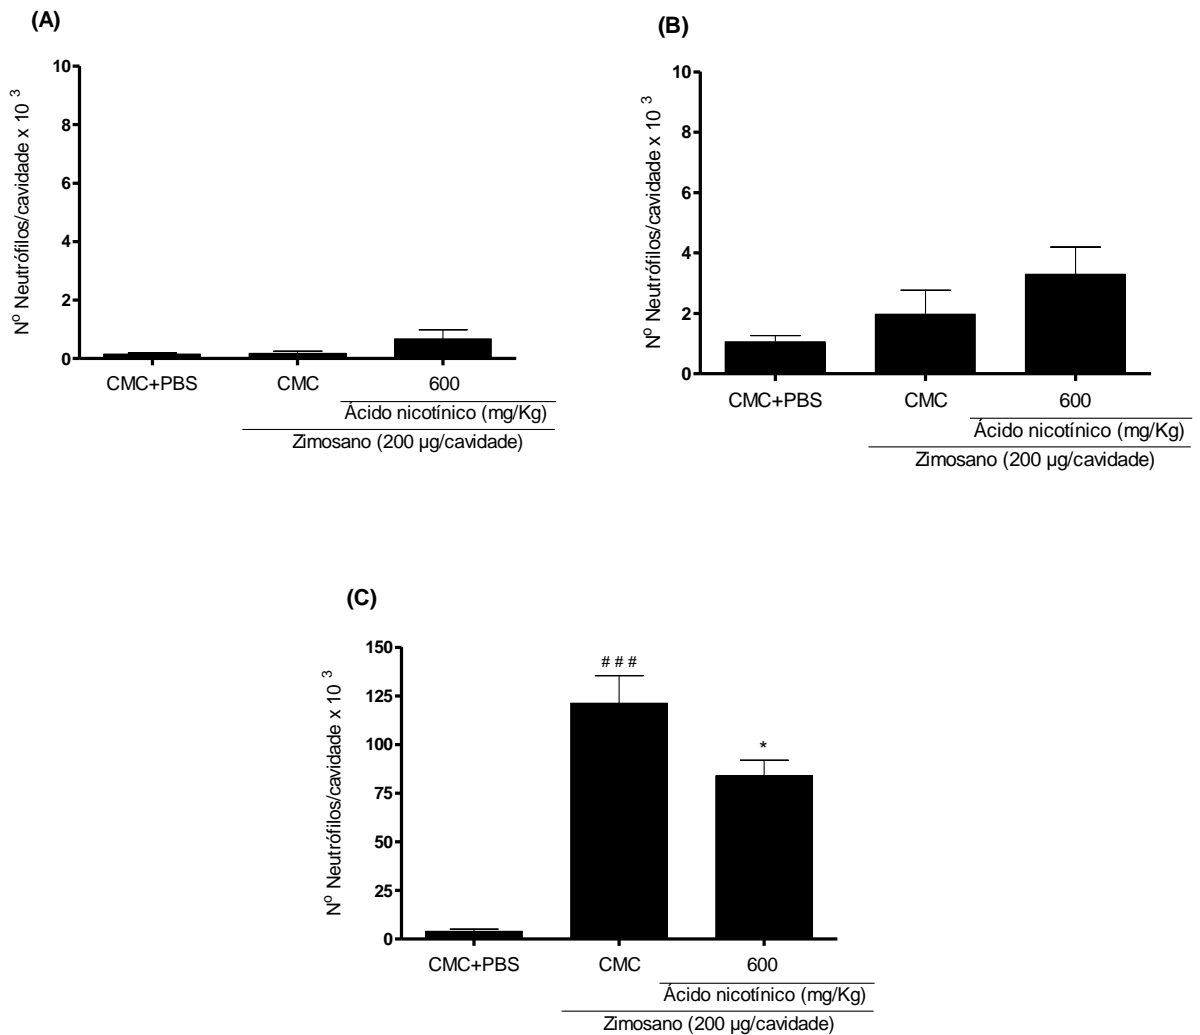 (A)
Nº Neutrófilos/cavidade x 10 3
10
8
6
4
2
0
CMC+PBS CMC 600
Ácido nicotínico (mg/Kg)
Zimosano (200 µg/cavidade)
(B)
Nº Neutrófilos/cavidade x 10 3
10
8
6
4
2
0
CMC+PBS CMC 600
Ácido nicotínico (mg/Kg)
Zimosano (200 µg/cavidade)
(C)
Nº Neutrófilos/cavidade x 10 3
150
125
100
75
50
25
0
# # #
*
CMC+PBS CMC 600
Ácido nicotínico (mg/Kg)
Zimosano (200 µg/cavidade)